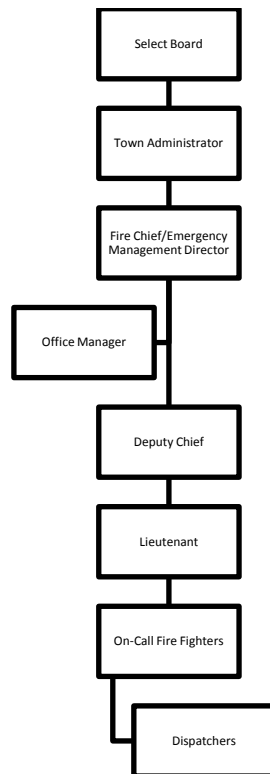 Select Board
Town Administrator
Fire Chief/Emergency
Management Director
Office Manager
Deputy Chief
Lieutenant
On-Call Fire Fighters
Dispatchers